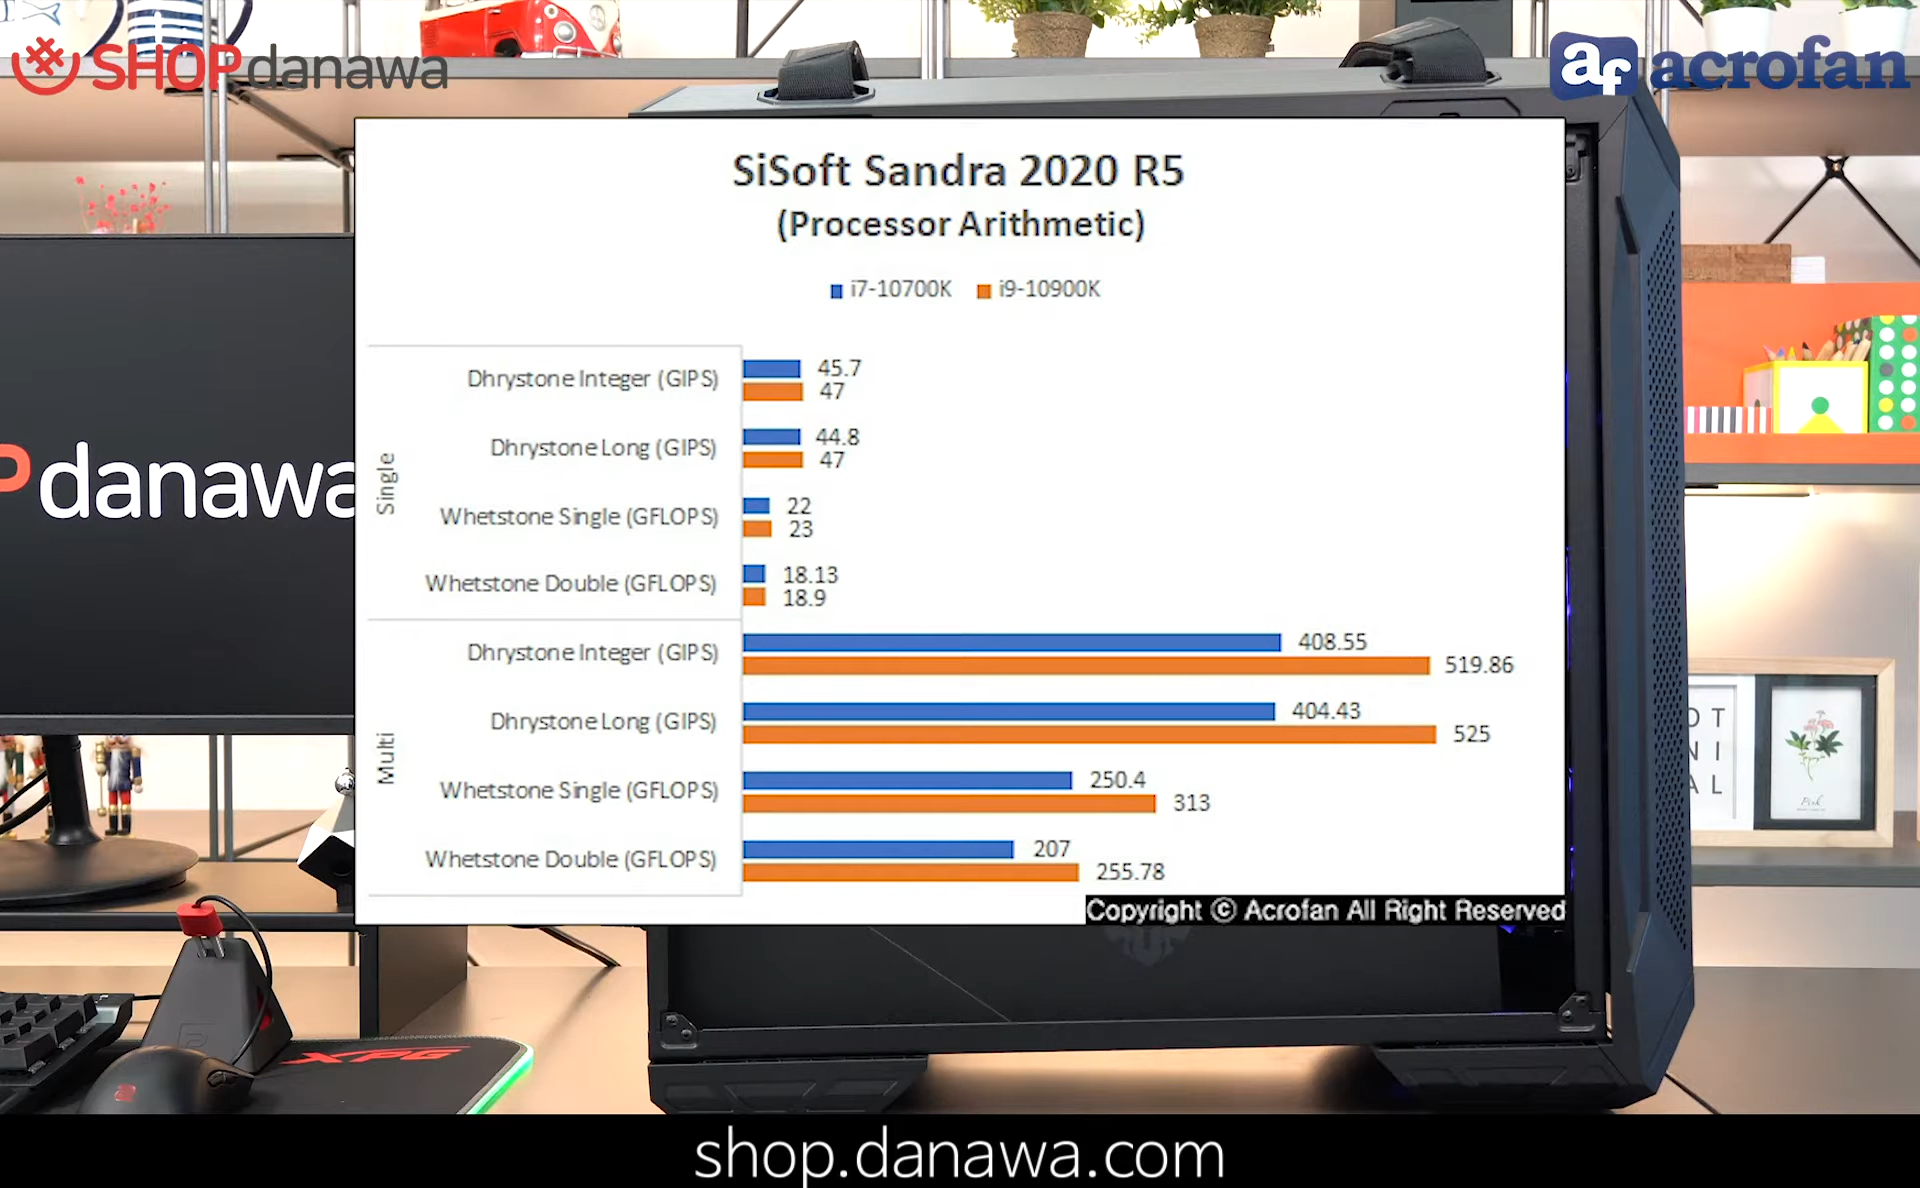 SHOPdanawa
af acrofan
SiSoft Sandra 2020 R5
(Processor Arithmetic)
i7-10700K i9-10900K
Single
Dhrystone Integer (GIPS) 45.7 47
Dhrystone Long (GIPS) 44.8 47
Whetstone Single (GFLOPS) 22 23
Whetstone Double (GFLOPS) 18.13 18.9
Multi
Dhrystone Integer (GIPS) 408.55 519.86
Dhrystone Long (GIPS) 404.43 525
Whetstone Single (GFLOPS) 250.4 313
Whetstone Double (GFLOPS) 207 255.78
Copyright © Acrofan All Right Reserved
Pdanawa
XPG
shop.danawa.com